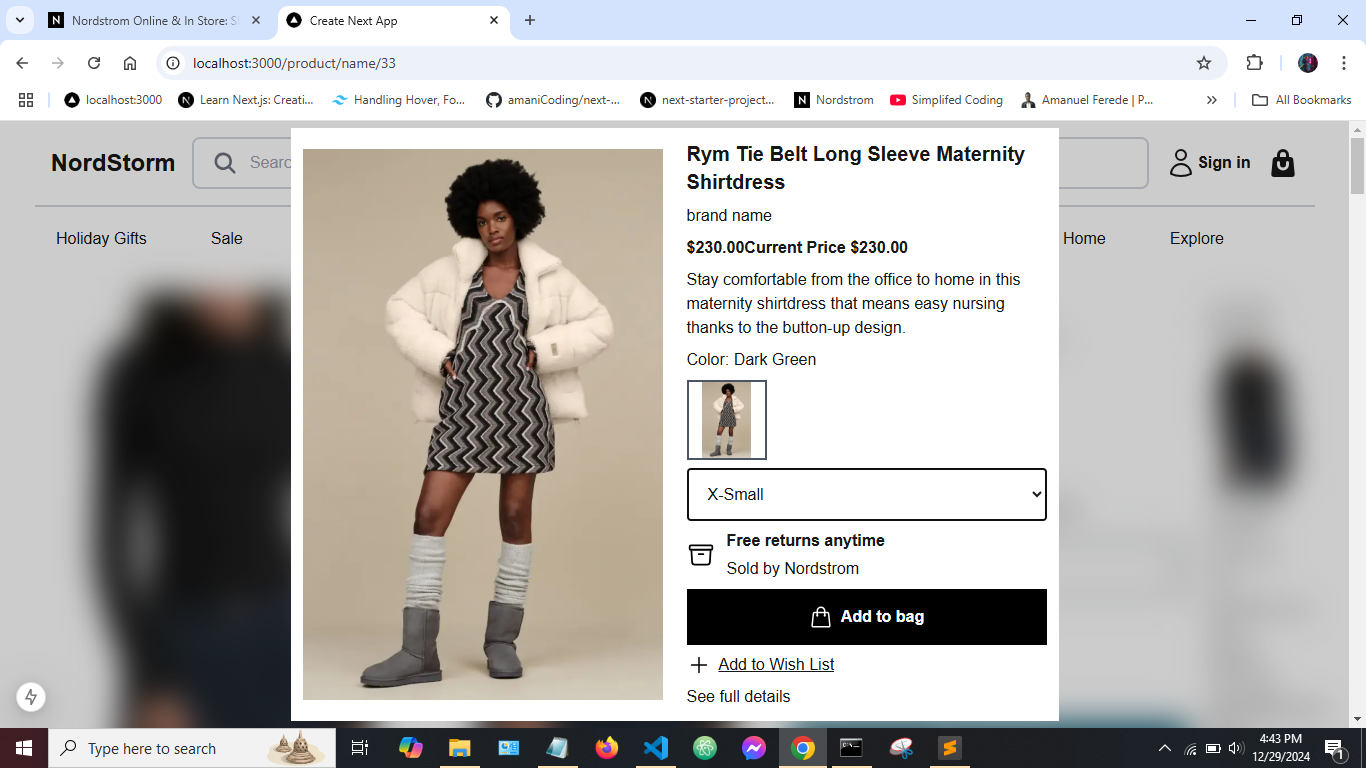 Nordstrom Online & In Store: S
Create Next App
localhost:3000/product/name/33
localhost:3000
Learn Next.js: Creati...
Handling Hover, Fo...
amaniCoding/next-...
next-starter-project...
Nordstrom
Simplifed Coding
Amanuel Ferede | P...
All Bookmarks
NordStorm
Searc
Sign in
Holiday Gifts
Sale
Home
Explore
Rym Tie Belt Long Sleeve Maternity
Shirtdress
brand name
$230.00Current Price $230.00
Stay comfortable from the office to home in this
maternity shirtdress that means easy nursing
thanks to the button-up design.
Color: Dark Green
X-Small
Free returns anytime
Sold by Nordstrom
Add to bag
Add to Wish List
See full details
Type here to search
4:43 PM
12/29/2024
1